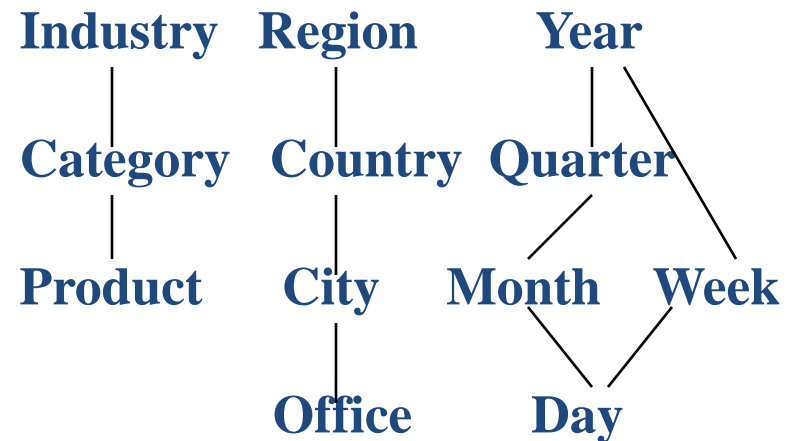 Industry Region Year
Category Country Quarter
Product City Month Week
Office Day